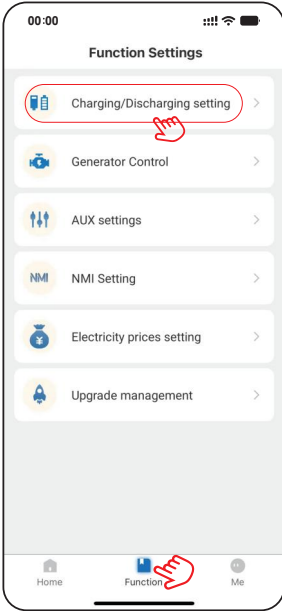 00:00
Function Settings
Charging/Discharging setting
Generator Control
AUX settings
NMI NMI Setting
¥ Electricity prices setting
Upgrade management
Home Function Me